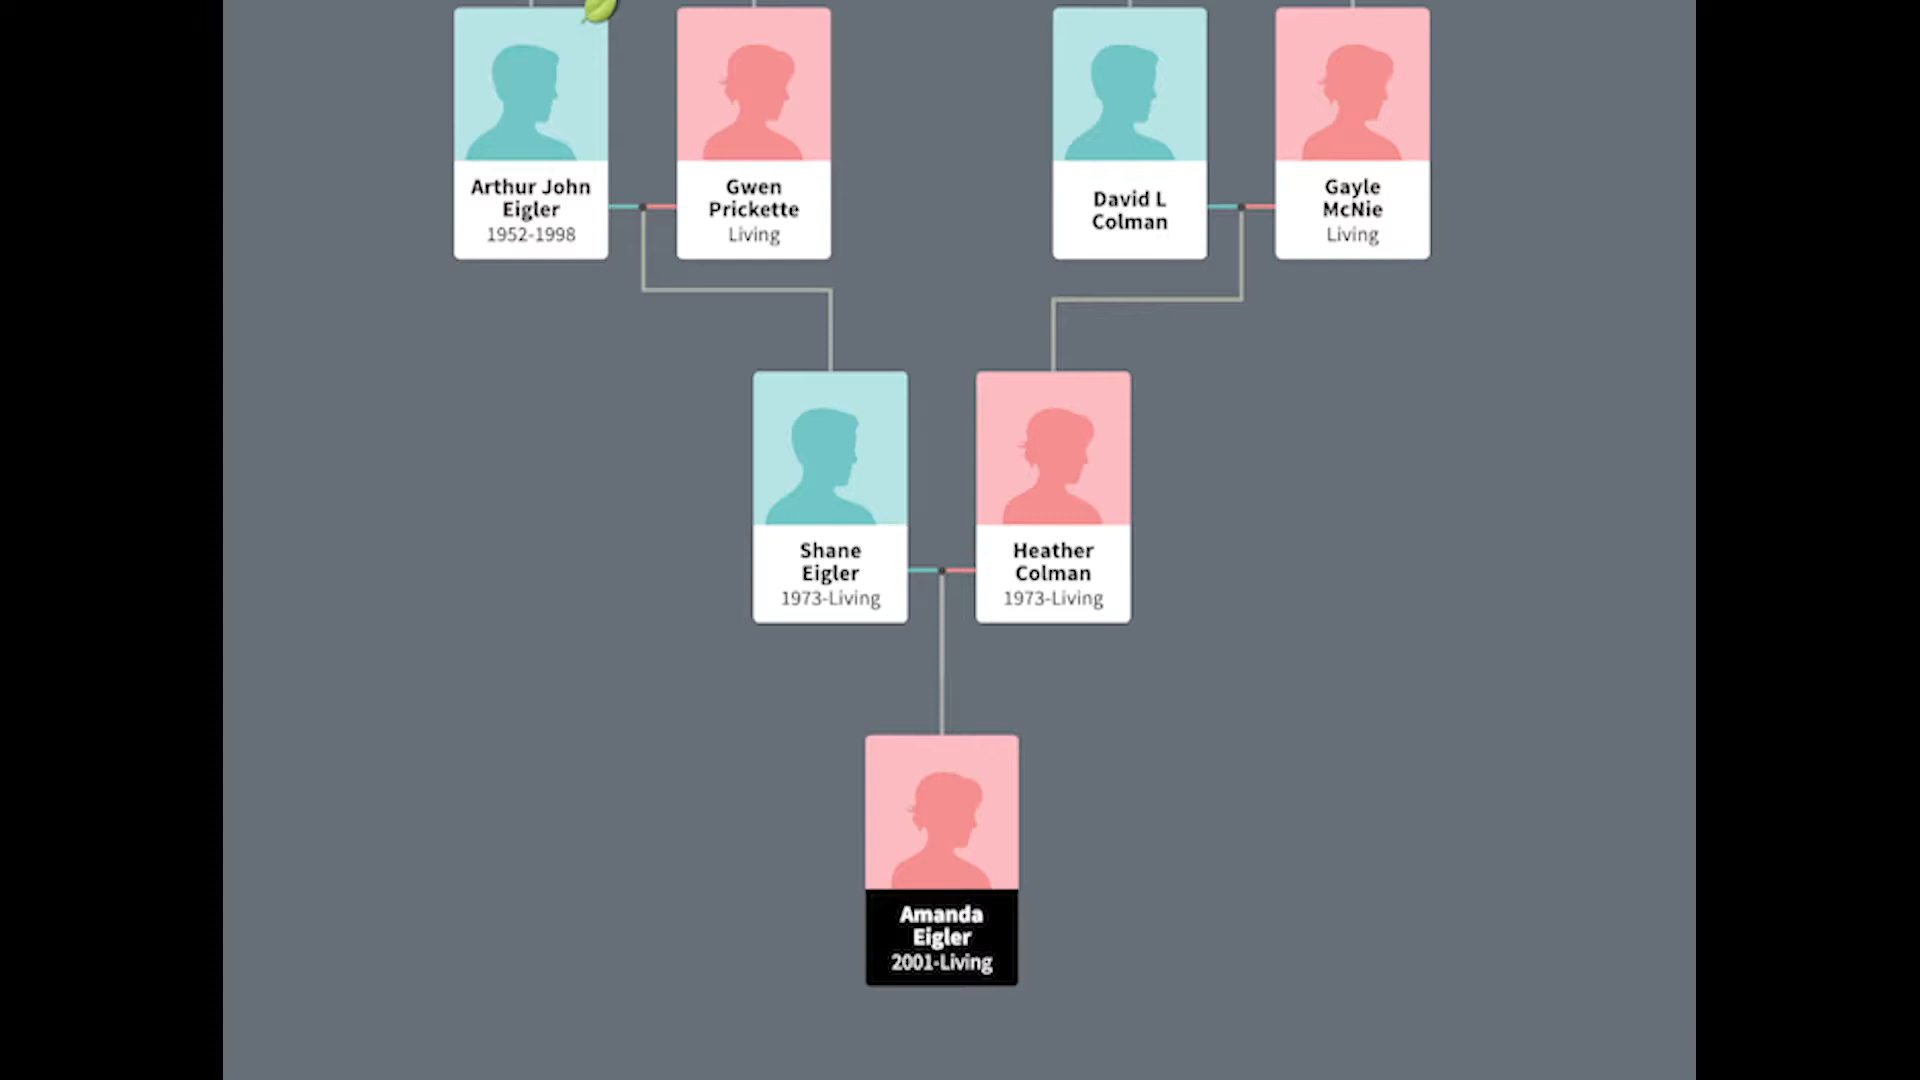 Arthur John
Eigler
1952-1998
Gwen
Prickette
Living
David L
Colman
Gayle
McNie
Living
Shane
Eigler
1973-Living
Heather
Colman
1973-Living
Amanda
Eigler
2001-Living